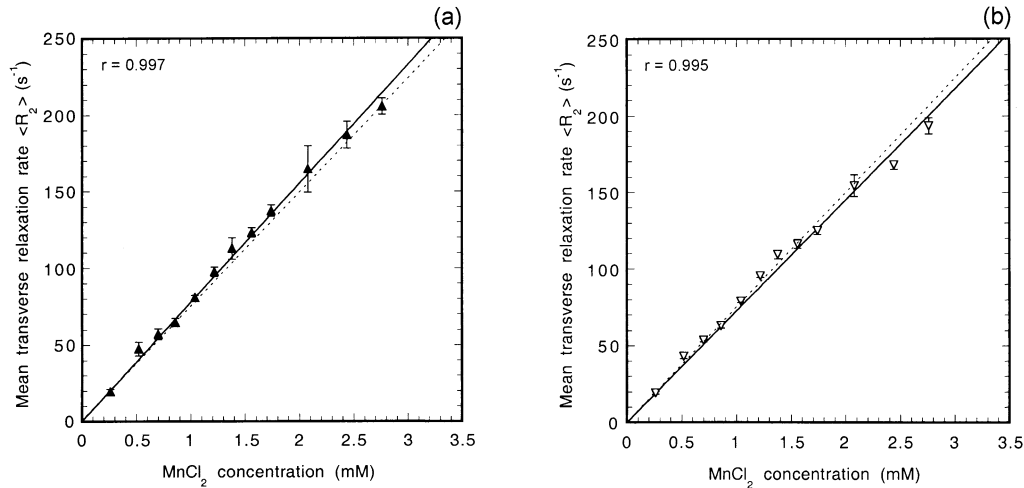 (a)
r = 0.997
Mean transverse relaxation rate <R2> (s-1)
250
200
150
100
50
0
0 0.5 1 1.5 2 2.5 3 3.5
MnCl2 concentration (mM)
(b)
r = 0.995
Mean transverse relaxation rate <R2> (s-1)
250
200
150
100
50
0
0 0.5 1 1.5 2 2.5 3 3.5
MnCl2 concentration (mM)